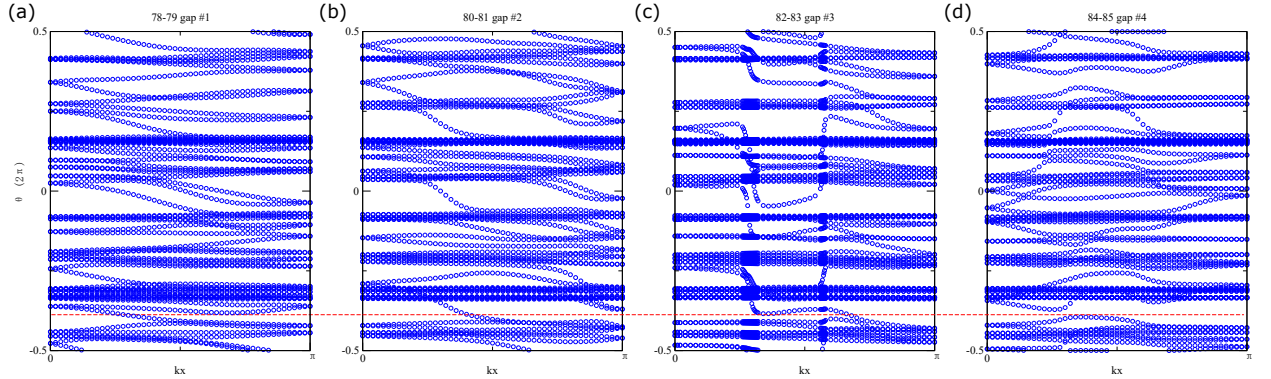 (a) 78-79 gap #1
(b) 80-81 gap #2
(c) 82-83 gap #3
(d) 84-85 gap #4
0.5 0.5 0.5 0.5
θ (2 π)
0 0 0 0
-0.5 -0.5 -0.5 -0.5
0 π 0 π 0 π 0 π
kx kx kx kx